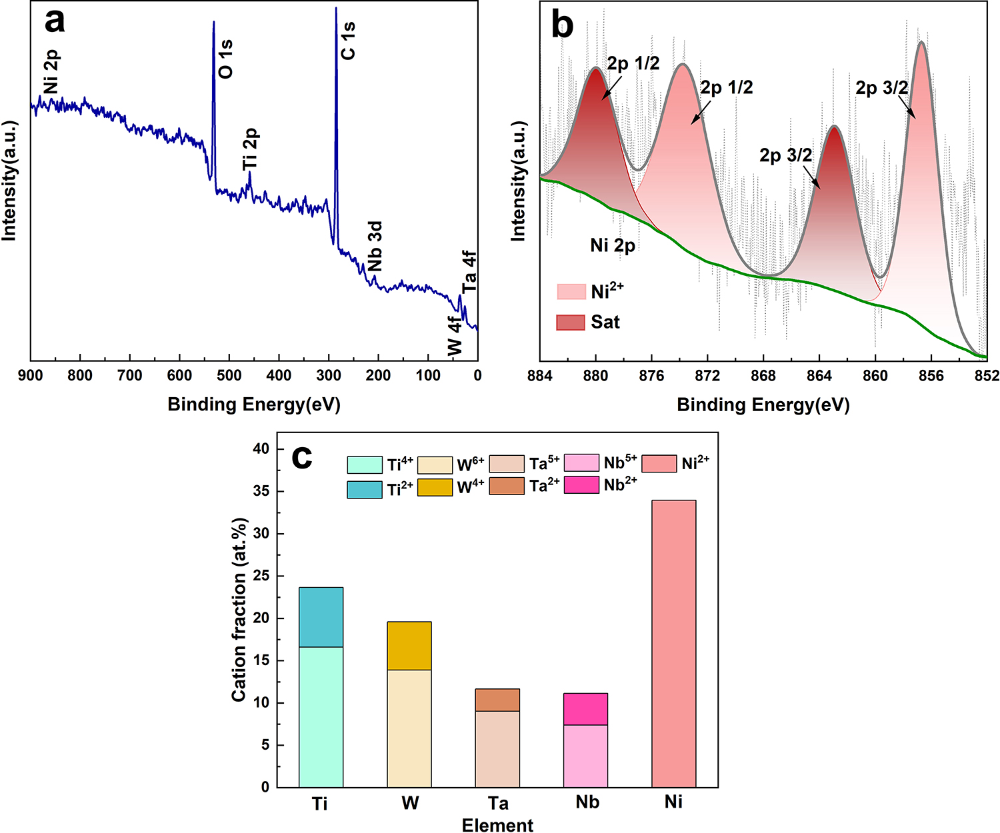 a
Ni 2p
O 1s
Ti 2p
C 1s
Nb 3d
Ta 4f
W 4f
Intensity(a.u.)
900 800 700 600 500 400 300 200 100 0
Binding Energy(eV)
b
2p 1/2
2p 1/2
2p 3/2
2p 3/2
Ni 2p
Ni²⁺
Sat
Intensity(a.u.)
884 880 876 872 868 864 860 856 852
Binding Energy(eV)
c
Ti⁴⁺ W⁶⁺ Ta⁵⁺ Nb⁵⁺ Ni²⁺
Ti²⁺ W⁴⁺ Ta²⁺ Nb²⁺
Cation fraction (at.%)
40
35
30
25
20
15
10
5
0
Ti W Ta Nb Ni
Element